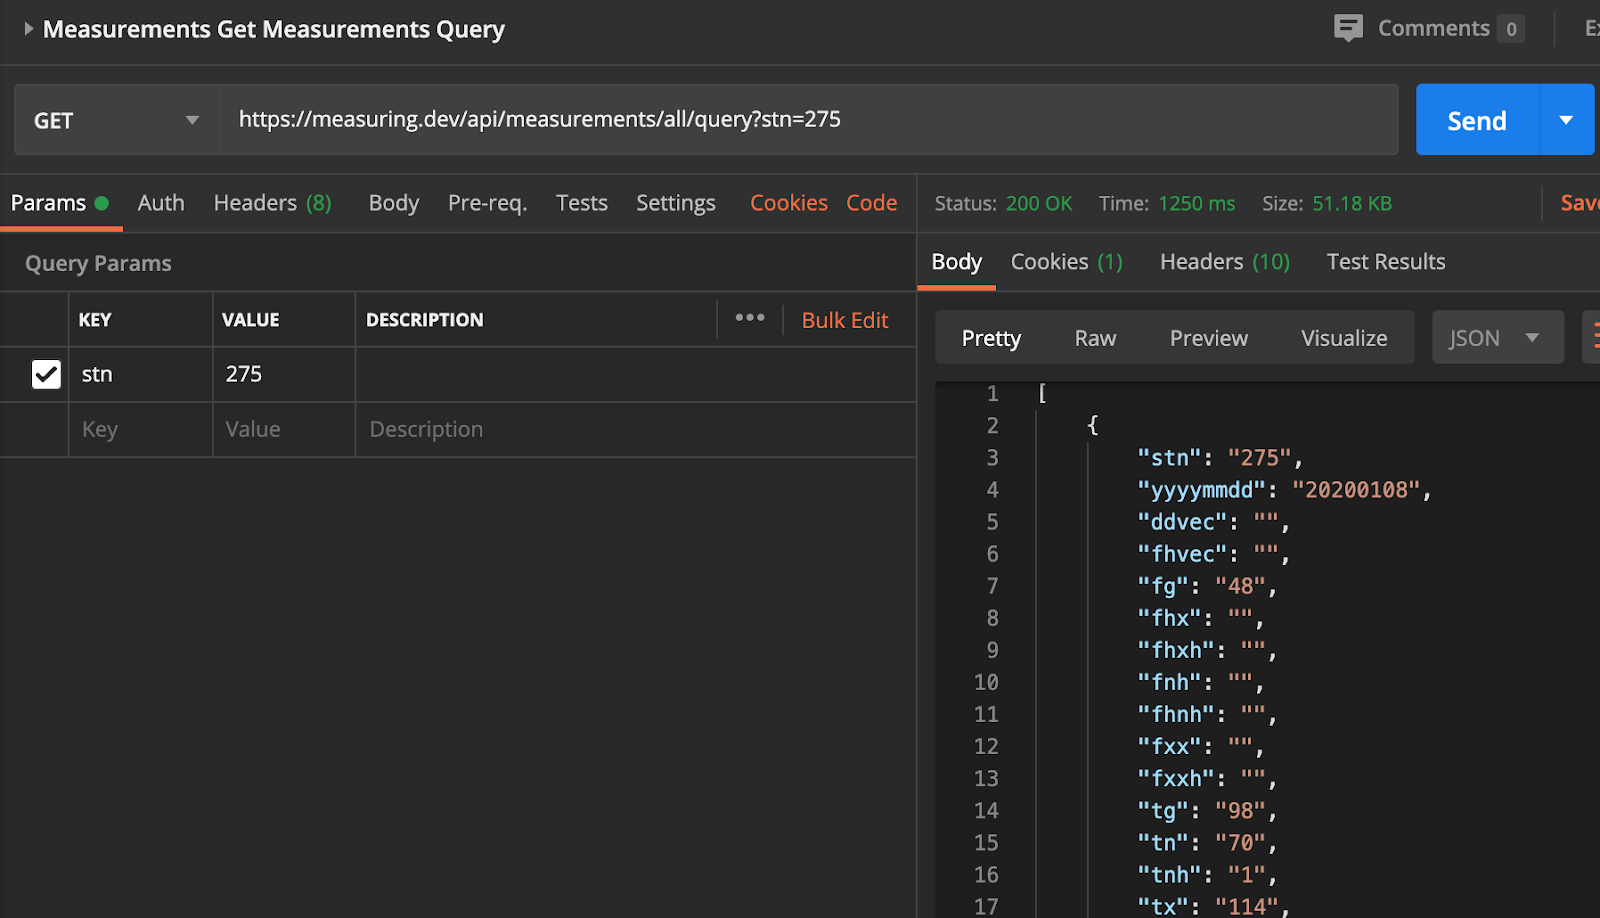 Measurements Get Measurements Query
Comments 0
GET
https://measuring.dev/api/measurements/all/query?stn=275
Send
Params Auth Headers (8) Body Pre-req. Tests Settings Cookies Code
Query Params
KEY VALUE DESCRIPTION ••• Bulk Edit
stn 275
Key Value Description
Status: 200 OK Time: 1250 ms Size: 51.18 KB
Body Cookies (1) Headers (10) Test Results
Pretty Raw Preview Visualize JSON
1 [
2 {
3 "stn": "275",
4 "yyyymmdd": "20200108",
5 "ddvec": "",
6 "fhvec": "",
7 "fg": "48",
8 "fhx": "",
9 "fhxh": "",
10 "fnh": "",
11 "fhnh": "",
12 "fxx": "",
13 "fxxh": "",
14 "tg": "98",
15 "tn": "70",
16 "tnh": "1",
17 "tx": "114",